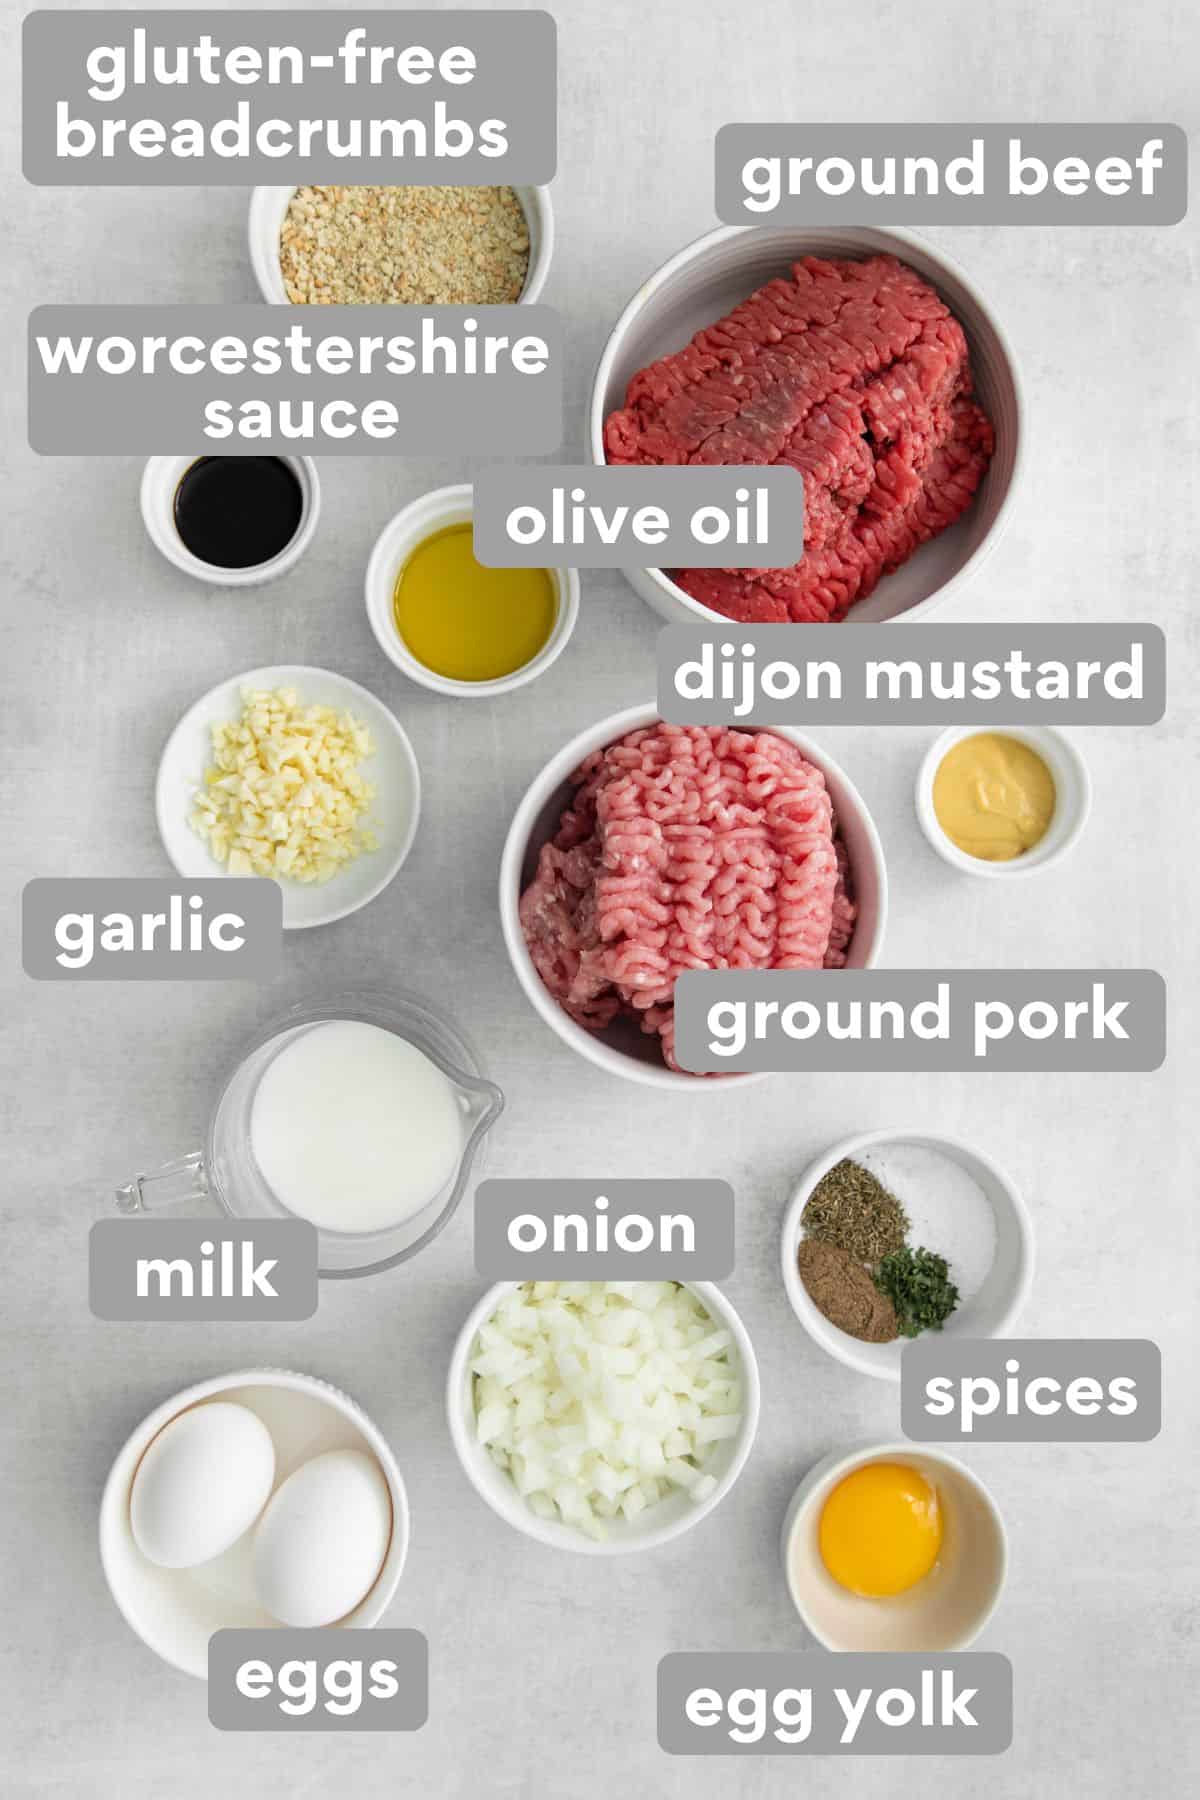 gluten-free
breadcrumbs
ground beef
worcestershire
sauce
olive oil
dijon mustard
garlic
ground pork
milk
onion
spices
eggs
egg yolk